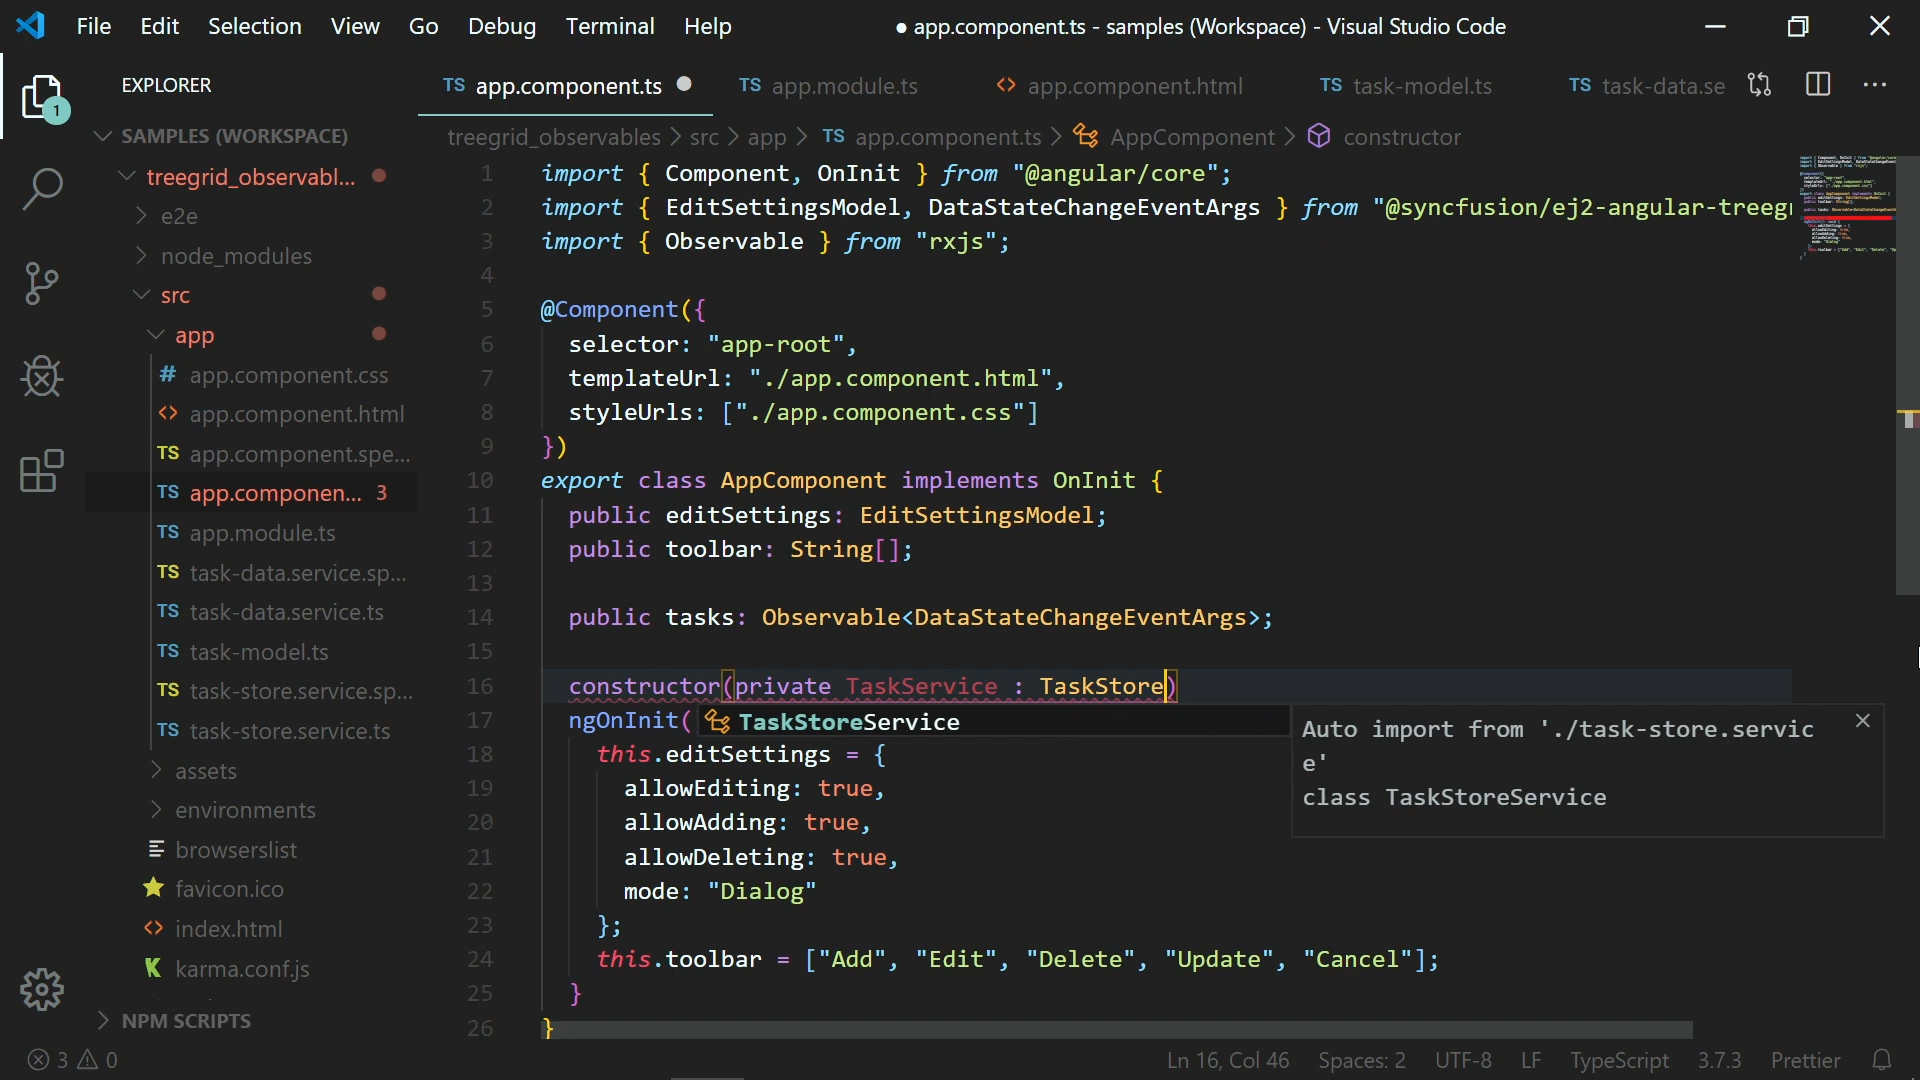 File Edit Selection View Go Debug Terminal Help
● app.component.ts - samples (Workspace) - Visual Studio Code
1
EXPLORER
SAMPLES (WORKSPACE)
treegrid_observabl...
e2e
node_modules
src
app
# app.component.css
<> app.component.html
TS app.component.spe...
TS app.componen... 3
TS app.module.ts
TS task-data.service.sp...
TS task-data.service.ts
TS task-model.ts
TS task-store.service.sp...
TS task-store.service.ts
assets
environments
browserslist
favicon.ico
<> index.html
K karma.conf.js
NPM SCRIPTS
TS app.component.ts ●
TS app.module.ts
<> app.component.html
TS task-model.ts
TS task-data.se
treegrid_observables > src > app > TS app.component.ts > AppComponent > constructor
1 import { Component, OnInit } from "@angular/core";
2 import { EditSettingsModel, DataStateChangeEventArgs } from "@syncfusion/ej2-angular-treeg
3 import { Observable } from "rxjs";
4
5 @Component({
6 selector: "app-root",
7 templateUrl: "./app.component.html",
8 styleUrls: ["./app.component.css"]
9 })
10 export class AppComponent implements OnInit {
11 public editSettings: EditSettingsModel;
12 public toolbar: String[];
13
14 public tasks: Observable<DataStateChangeEventArgs>;
15
16 constructor(private TaskService : TaskStore)
17 ngOnInit(
TaskStoreService
Auto import from './task-store.servic
e'
class TaskStoreService
18 this.editSettings = {
19 allowEditing: true,
20 allowAdding: true,
21 allowDeleting: true,
22 mode: "Dialog"
23 };
24 this.toolbar = ["Add", "Edit", "Delete", "Update", "Cancel"];
25 }
26 }
3 0
Ln 16, Col 46 Spaces: 2 UTF-8 LF TypeScript 3.7.3 Prettier